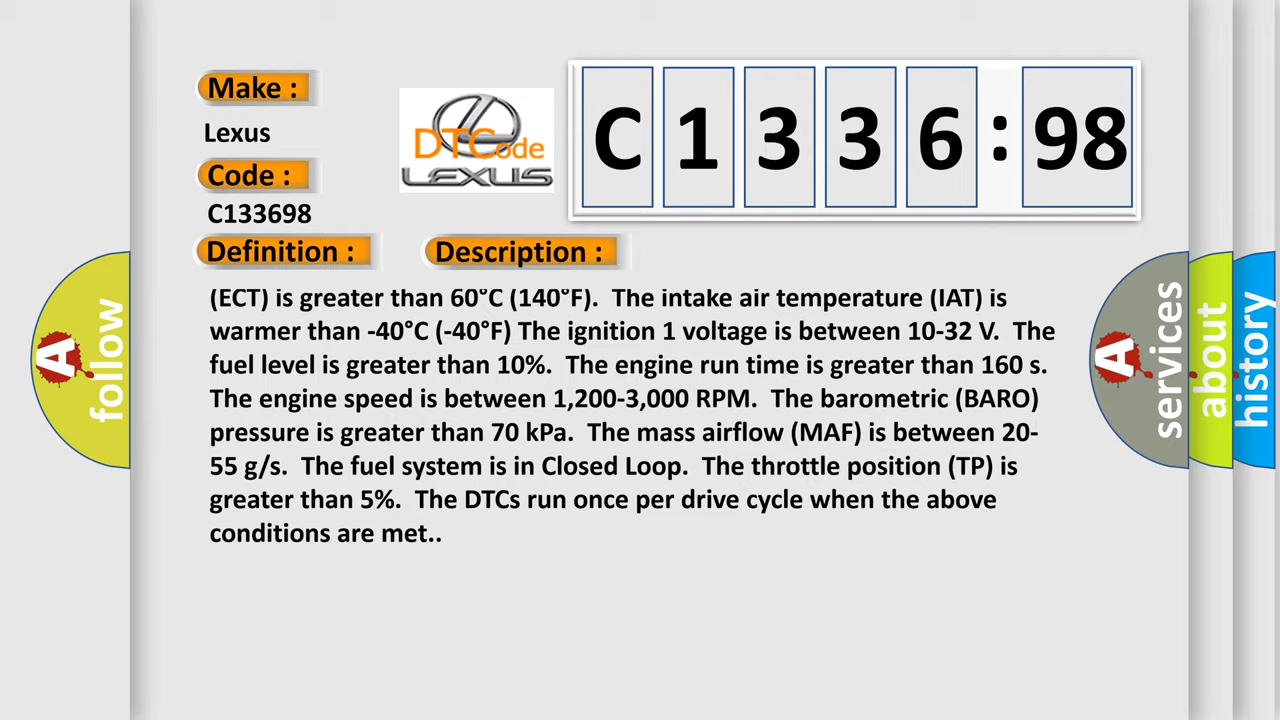 Make :
Lexus
Code :
C133698
Definition :
Description :
DTCode
LEXUS
C1336:98
(ECT) is greater than 60°C (140°F).  The intake air temperature (IAT) is
warmer than -40°C (-40°F) The ignition 1 voltage is between 10-32 V.  The
fuel level is greater than 10%.  The engine run time is greater than 160 s.
The engine speed is between 1,200-3,000 RPM.  The barometric (BARO)
pressure is greater than 70 kPa.  The mass airflow (MAF) is between 20-
55 g/s.  The fuel system is in Closed Loop.  The throttle position (TP) is
greater than 5%.  The DTCs run once per drive cycle when the above
conditions are met..
A follow
A services
about
history